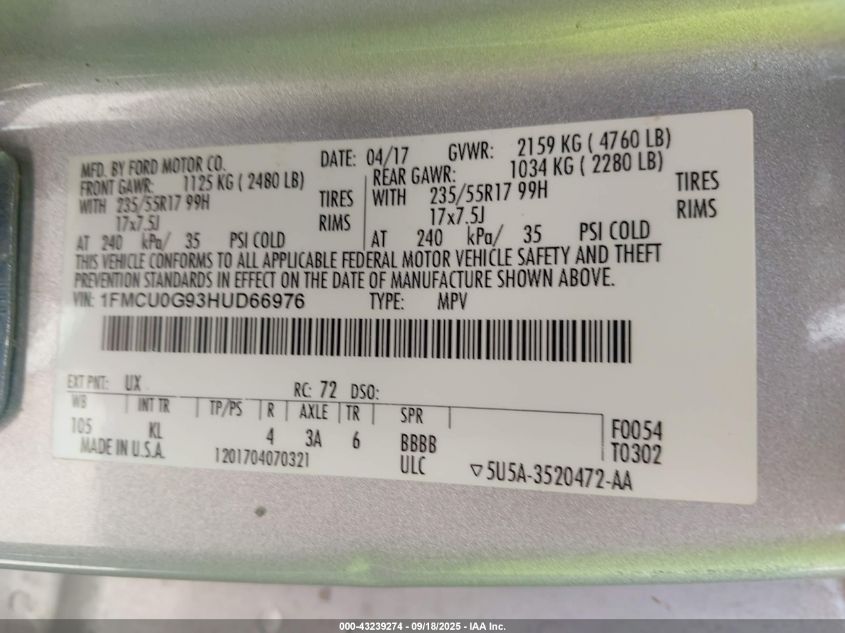 MFD. BY FORD MOTOR CO. DATE: 04/17 GVWR: 2159 KG ( 4760 LB)
FRONT GAWR: 1125 KG ( 2480 LB) REAR GAWR: 1034 KG ( 2280 LB)
WITH 235/55R17 99H TIRES WITH 235/55R17 99H TIRES
17x7.5J RIMS 17x7.5J RIMS
AT 240 kPa/ 35 PSI COLD AT 240 kPa/ 35 PSI COLD
THIS VEHICLE CONFORMS TO ALL APPLICABLE FEDERAL MOTOR VEHICLE SAFETY AND THEFT
PREVENTION STANDARDS IN EFFECT ON THE DATE OF MANUFACTURE SHOWN ABOVE.
VIN: 1FMCU0G93HUD66976 TYPE: MPV
EXT PNT: UX RC: 72 DSO:
WB INT TR TP/PS R AXLE TR SPR
105 KL 4 3A 6 BBBB F0054
MADE IN U.S.A. 1201704070321 ULC T0302
▽5U5A-3520472-AA
000-43239274 - 09/18/2025 - IAA Inc.